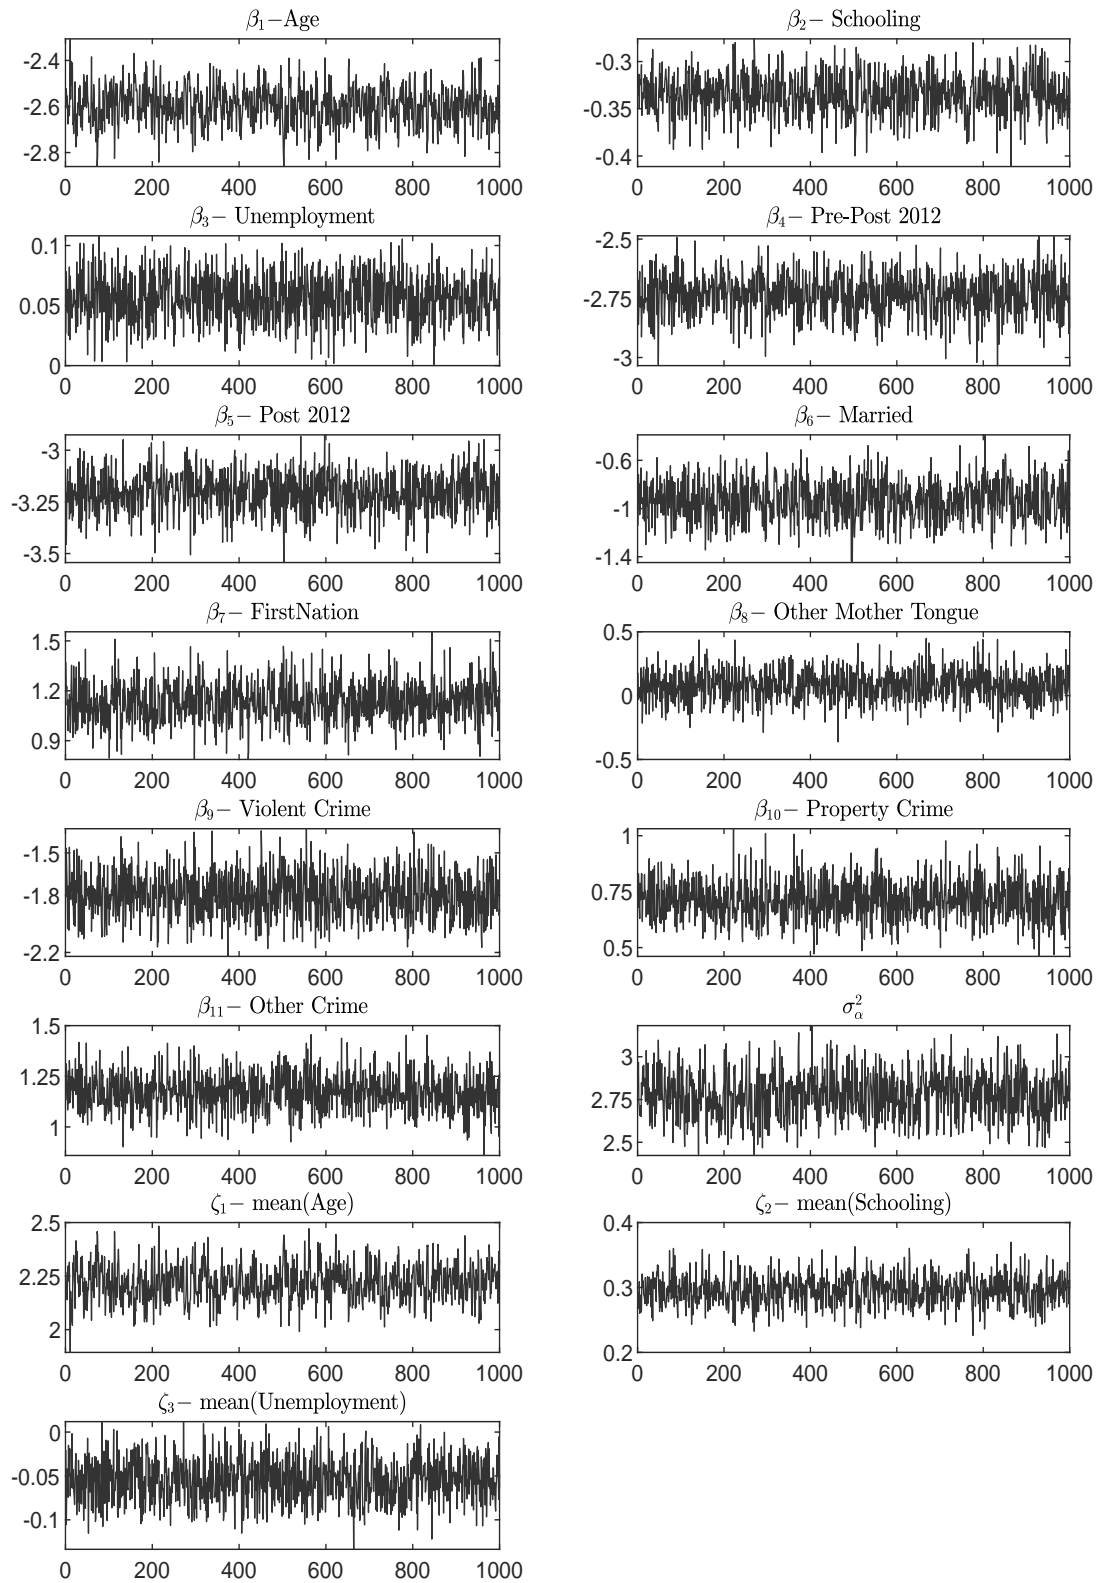 β₁−Age
-2.4
-2.6
-2.8
0 200 400 600 800 1000
β₂− Schooling
-0.3
-0.35
-0.4
0 200 400 600 800 1000
β₃− Unemployment
0.1
0.05
0
0 200 400 600 800 1000
β₄− Pre-Post 2012
-2.5
-2.75
-3
0 200 400 600 800 1000
β₅− Post 2012
-3
-3.25
-3.5
0 200 400 600 800 1000
β₆− Married
-0.6
-1
-1.4
0 200 400 600 800 1000
β₇− FirstNation
1.5
1.2
0.9
0 200 400 600 800 1000
β₈− Other Mother Tongue
0.5
0
-0.5
0 200 400 600 800 1000
β₉− Violent Crime
-1.5
-1.8
-2.2
0 200 400 600 800 1000
β₁₀− Property Crime
1
0.75
0.5
0 200 400 600 800 1000
β₁₁− Other Crime
1.5
1.25
1
0 200 400 600 800 1000
σ²_α
3
2.75
2.5
0 200 400 600 800 1000
ζ₁− mean(Age)
2.5
2.25
2
0 200 400 600 800 1000
ζ₂− mean(Schooling)
0.4
0.3
0.2
0 200 400 600 800 1000
ζ₃− mean(Unemployment)
0
-0.05
-0.1
0 200 400 600 800 1000